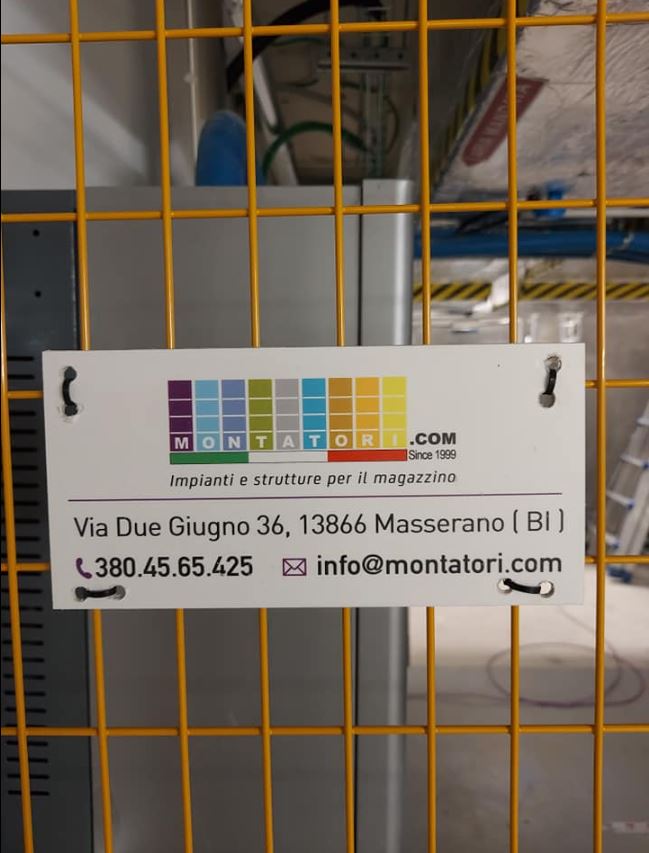 MONTATORI.COM
Since 1999
Impianti e strutture per il magazzino
Via Due Giugno 36, 13866 Masserano ( BI )
380.45.65.425 info@montatori.com